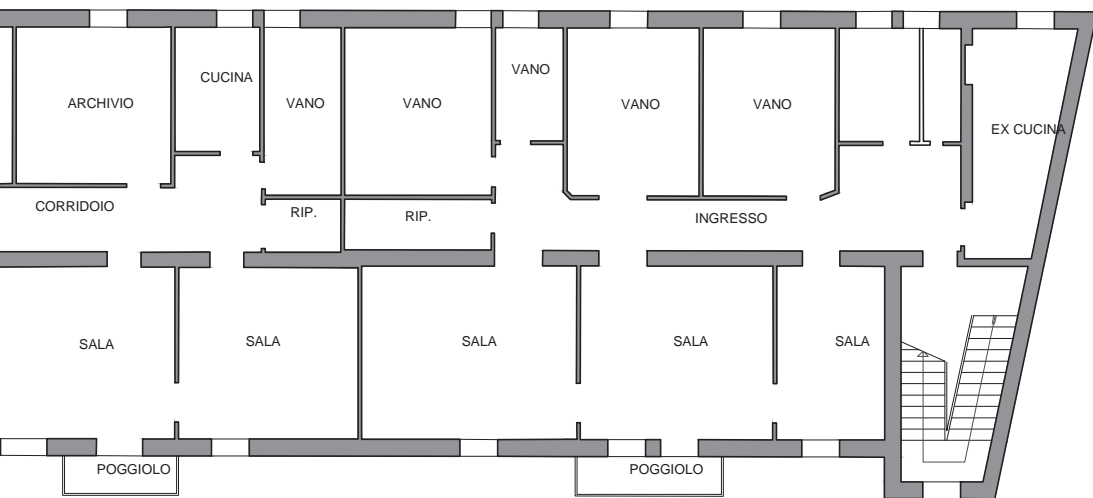 ARCHIVIO
CUCINA
VANO
VANO
VANO
VANO
VANO
EX CUCINA
CORRIDOIO
RIP.
RIP.
INGRESSO
SALA
SALA
SALA
SALA
SALA
POGGIOLO
POGGIOLO